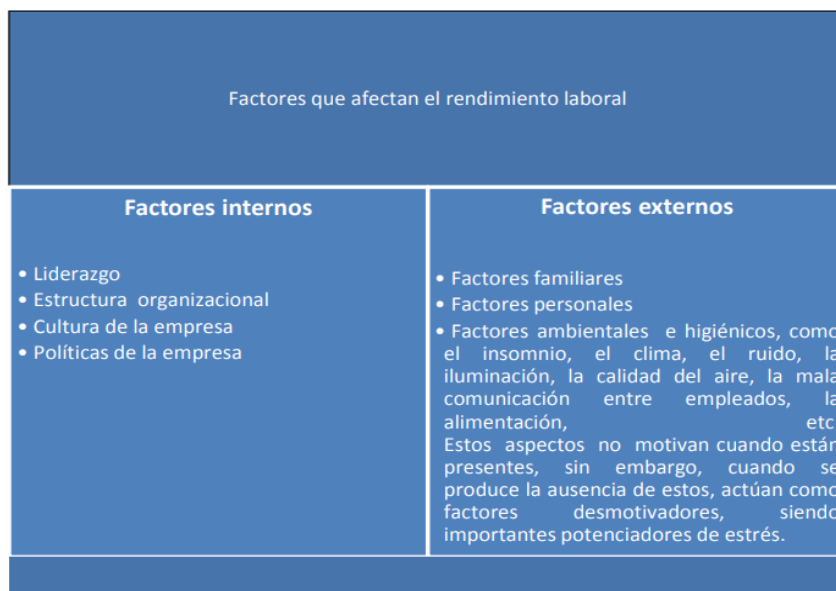 Factores que afectan el rendimiento laboral
Factores internos
• Liderazgo
• Estructura organizacional
• Cultura de la empresa
• Políticas de la empresa
Factores externos
• Factores familiares
• Factores personales
• Factores ambientales e higiénicos, como
el insomnio, el clima, el ruido, la
iluminación, la calidad del aire, la mala
comunicación entre empleados, la
alimentación, etc
Estos aspectos no motivan cuando están
presentes, sin embargo, cuando se
produce la ausencia de estos, actúan como
factores desmotivadores, siendo
importantes potenciadores de estrés.